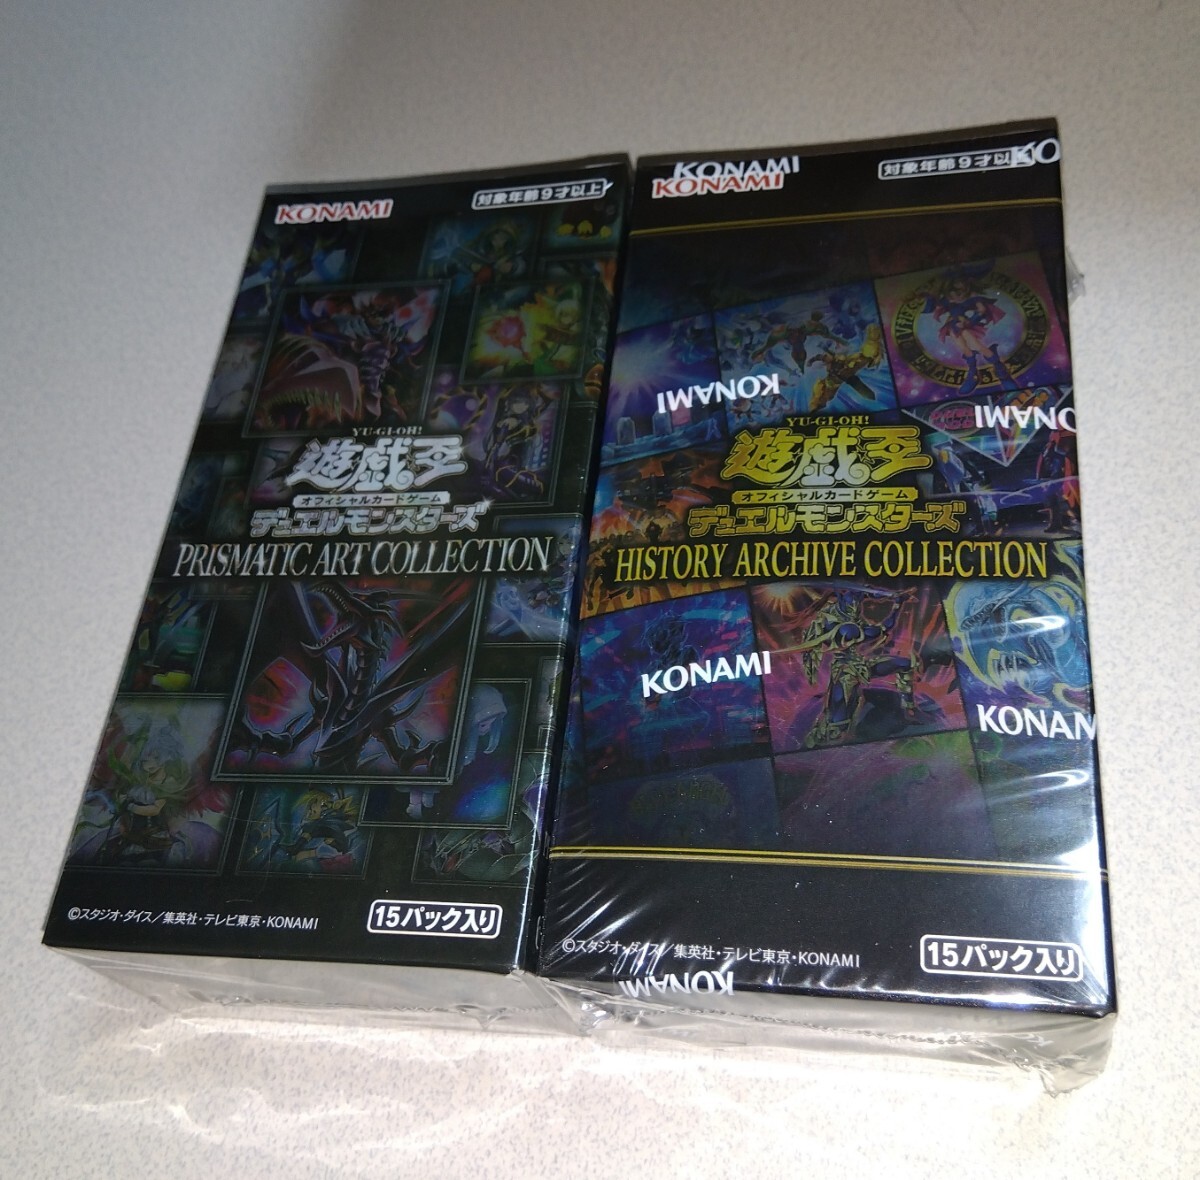 KONAMI
対象年齢9才以上
YU-GI-OH!
遊戯王
オフィシャルカードゲーム
デュエルモンスターズ
PRISMATIC ART COLLECTION
©スタジオ・ダイス/集英社・テレビ東京・KONAMI
15パック入り
KONAMI
KONAMI
対象年齢9才以
KO
KONAMI
KONAMI
YU-GI-OH!
遊戯王
オフィシャルカードゲーム
デュエルモンスターズ
HISTORY ARCHIVE COLLECTION
KONAMI
KONAM
©スタジオ・ダイス/集英社・テレビ東京・KONAMI
15パック入り
KONAMI